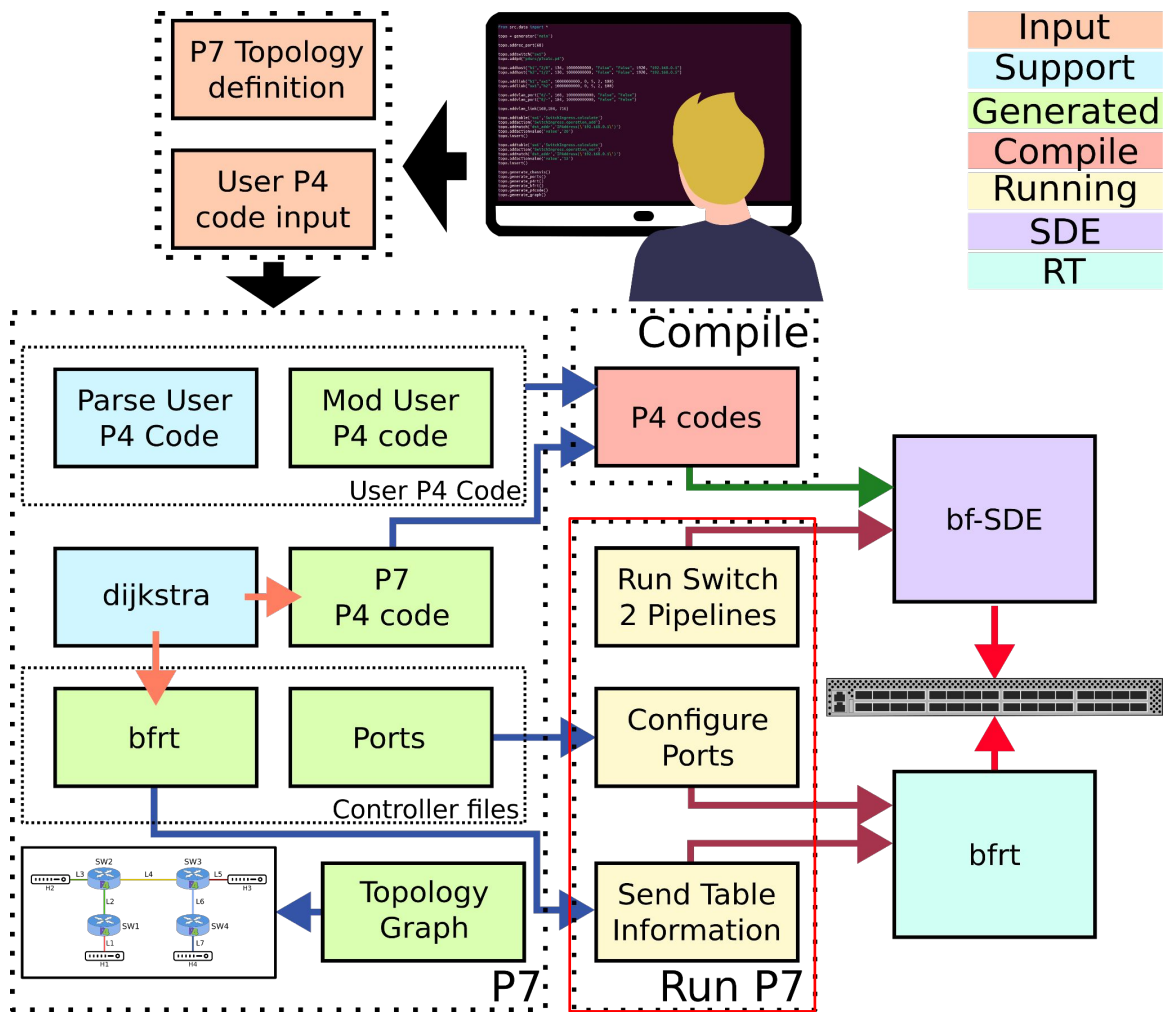 P7 Topology
definition
User P4
code input
Input
Support
Generated
Compile
Running
SDE
RT
Parse User
P4 Code
Mod User
P4 code
User P4 Code
dijkstra
P7
P4 code
bfrt
Ports
Controller files
SW2
SW3
L3
L4
L5
H2
H3
L2
L6
SW1
SW4
L1
L7
H1
H4
Topology
Graph
P7
Compile
P4 codes
Run Switch
2 Pipelines
Configure
Ports
Send Table
Information
Run P7
bf-SDE
bfrt